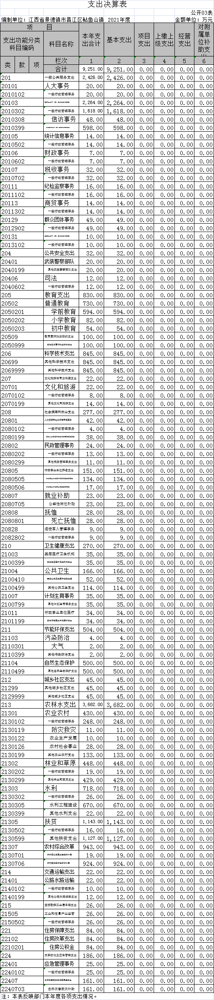 支出决算表
公开03表
编制单位：江西省景德镇市昌江区鲇鱼山镇 2021年度 金额单位：万元
项 目 本年支出合计 基本支出 项目支出 上缴上级支出 经营支出 对附属单位补助支出
支出功能分类科目编码 科目名称
类 款 项 栏次 1 2 3 4 5 6
合计 9,251.00 9,251.00 0.00 0.00 0.00 0.00
201 一般公共服务支出 2,426.00 2,426.00 0.00 0.00 0.00 0.00
20101 人大事务 20.00 20.00 0.00 0.00 0.00 0.00
2010102 一般行政管理事务 20.00 20.00 0.00 0.00 0.00 0.00
20103 2,264.00 2,264.00 0.00 0.00 0.00 0.00
2010302 一般行政管理事务 1,618.00 1,618.00 0.00 0.00 0.00 0.00
2010308 信访事务 48.00 48.00 0.00 0.00 0.00 0.00
2010399 598.00 598.00 0.00 0.00 0.00 0.00
20105 统计信息事务 14.00 14.00 0.00 0.00 0.00 0.00
2010502 一般行政管理事务 14.00 14.00 0.00 0.00 0.00 0.00
20106 财政事务 7.00 7.00 0.00 0.00 0.00 0.00
2010602 一般行政管理事务 7.00 7.00 0.00 0.00 0.00 0.00
20107 税收事务 32.00 32.00 0.00 0.00 0.00 0.00
2010702 一般行政管理事务 32.00 32.00 0.00 0.00 0.00 0.00
20111 纪检监察事务 16.00 16.00 0.00 0.00 0.00 0.00
2011102 一般行政管理事务 16.00 16.00 0.00 0.00 0.00 0.00
20113 商贸事务 14.00 14.00 0.00 0.00 0.00 0.00
2011302 一般行政管理事务 14.00 14.00 0.00 0.00 0.00 0.00
20129 群众团体事务 49.00 49.00 0.00 0.00 0.00 0.00
2012902 一般行政管理事务 49.00 49.00 0.00 0.00 0.00 0.00
20131 10.00 10.00 0.00 0.00 0.00 0.00
2013102 一般行政管理事务 10.00 10.00 0.00 0.00 0.00 0.00
204 公共安全支出 32.00 32.00 0.00 0.00 0.00 0.00
20401 武装警察部队 20.00 20.00 0.00 0.00 0.00 0.00
2040199 其他武装警察部队支出 20.00 20.00 0.00 0.00 0.00 0.00
20406 司法 12.00 12.00 0.00 0.00 0.00 0.00
2040602 一般行政管理事务 12.00 12.00 0.00 0.00 0.00 0.00
205 教育支出 830.00 830.00 0.00 0.00 0.00 0.00
20502 普通教育 730.00 730.00 0.00 0.00 0.00 0.00
2050201 学前教育 594.00 594.00 0.00 0.00 0.00 0.00
2050202 小学教育 82.00 82.00 0.00 0.00 0.00 0.00
2050203 初中教育 54.00 54.00 0.00 0.00 0.00 0.00
20509 教育费附加安排的支出 100.00 100.00 0.00 0.00 0.00 0.00
2050999 其他教育费附加安排的支出 100.00 100.00 0.00 0.00 0.00 0.00
206 科学技术支出 845.00 845.00 0.00 0.00 0.00 0.00
20699 其他科学技术支出 845.00 845.00 0.00 0.00 0.00 0.00
2069999 其他科学技术支出 845.00 845.00 0.00 0.00 0.00 0.00
207 文化旅游体育与传媒支出 22.00 22.00 0.00 0.00 0.00 0.00
20701 文化和旅游 22.00 22.00 0.00 0.00 0.00 0.00
2070102 一般行政管理事务 8.00 8.00 0.00 0.00 0.00 0.00
2070199 其他文化和旅游支出 14.00 14.00 0.00 0.00 0.00 0.00
208 社会保障和就业支出 277.00 277.00 0.00 0.00 0.00 0.00
20801 人力资源和社会保障管理事务 42.00 42.00 0.00 0.00 0.00 0.00
2080102 一般行政管理事务 4.00 4.00 0.00 0.00 0.00 0.00
2080199 38.00 38.00 0.00 0.00 0.00 0.00
20802 民政管理事务 24.00 24.00 0.00 0.00 0.00 0.00
2080202 一般行政管理事务 13.00 13.00 0.00 0.00 0.00 0.00
2080299 其他民政管理事务支出 11.00 11.00 0.00 0.00 0.00 0.00
20805 行政事业单位养老支出 151.00 151.00 0.00 0.00 0.00 0.00
2080505 134.00 134.00 0.00 0.00 0.00 0.00
2080506 17.00 17.00 0.00 0.00 0.00 0.00
20807 就业补助 23.00 23.00 0.00 0.00 0.00 0.00
2080705 公益性岗位补贴 23.00 23.00 0.00 0.00 0.00 0.00
20808 抚恤 28.00 28.00 0.00 0.00 0.00 0.00
2080801 死亡抚恤 28.00 28.00 0.00 0.00 0.00 0.00
20828 退役军人管理事务 9.00 9.00 0.00 0.00 0.00 0.00
2082802 一般行政管理事务 9.00 9.00 0.00 0.00 0.00 0.00
210 卫生健康支出 270.00 270.00 0.00 0.00 0.00 0.00
21003 基层医疗卫生机构 35.00 35.00 0.00 0.00 0.00 0.00
2100399 35.00 35.00 0.00 0.00 0.00 0.00
21004 公共卫生 166.00 166.00 0.00 0.00 0.00 0.00
2100410 52.00 52.00 0.00 0.00 0.00 0.00
2100499 其他公共卫生支出 114.00 114.00 0.00 0.00 0.00 0.00
21007 计划生育事务 35.00 35.00 0.00 0.00 0.00 0.00
2100799 其他计划生育事务支出 35.00 35.00 0.00 0.00 0.00 0.00
21011 行政事业单位医疗 34.00 34.00 0.00 0.00 0.00 0.00
2101199 34.00 34.00 0.00 0.00 0.00 0.00
211 节能环保支出 504.00 504.00 0.00 0.00 0.00 0.00
21103 污染防治 4.00 4.00 0.00 0.00 0.00 0.00
2110301 大气 2.00 2.00 0.00 0.00 0.00 0.00
2110399 其他污染防治支出 2.00 2.00 0.00 0.00 0.00 0.00
21104 自然生态保护 500.00 500.00 0.00 0.00 0.00 0.00
2110499 其他自然生态保护支出 500.00 500.00 0.00 0.00 0.00 0.00
212 城乡社区支出 45.00 45.00 0.00 0.00 0.00 0.00
21299 其他城乡社区支出 45.00 45.00 0.00 0.00 0.00 0.00
2129999 其他城乡社区支出 45.00 45.00 0.00 0.00 0.00 0.00
213 农林水支出 3,682.00 3,682.00 0.00 0.00 0.00 0.00
21301 农业农村 430.00 430.00 0.00 0.00 0.00 0.00
2130102 一般行政管理事务 248.00 248.00 0.00 0.00 0.00 0.00
2130119 防灾救灾 11.00 11.00 0.00 0.00 0.00 0.00
2130122 农业生产发展 10.00 10.00 0.00 0.00 0.00 0.00
2130126 农村社会事业 28.00 28.00 0.00 0.00 0.00 0.00
2130199 其他农业农村支出 133.00 133.00 0.00 0.00 0.00 0.00
21302 林业和草原 448.00 448.00 0.00 0.00 0.00 0.00
2130202 一般行政管理事务 19.00 19.00 0.00 0.00 0.00 0.00
2130299 其他林业和草原支出 429.00 429.00 0.00 0.00 0.00 0.00
21303 水利 718.00 718.00 0.00 0.00 0.00 0.00
2130302 一般行政管理事务 26.00 26.00 0.00 0.00 0.00 0.00
2130305 水利工程建设 670.00 670.00 0.00 0.00 0.00 0.00
2130399 其他水利支出 22.00 22.00 0.00 0.00 0.00 0.00
21305 扶贫 1,143.00 1,143.00 0.00 0.00 0.00 0.00
2130502 一般行政管理事务 16.00 16.00 0.00 0.00 0.00 0.00
2130599 其他扶贫支出 1,127.00 1,127.00 0.00 0.00 0.00 0.00
21307 农村综合改革 943.00 943.00 0.00 0.00 0.00 0.00
2130701 19.00 19.00 0.00 0.00 0.00 0.00
2130706 924.00 924.00 0.00 0.00 0.00 0.00
214 交通运输支出 22.00 22.00 0.00 0.00 0.00 0.00
21401 公路水路运输 22.00 22.00 0.00 0.00 0.00 0.00
2140102 一般行政管理事务 10.00 10.00 0.00 0.00 0.00 0.00
2140199 其他公路水路运输支出 12.00 12.00 0.00 0.00 0.00 0.00
215 资源勘探工业信息等支出 26.00 26.00 0.00 0.00 0.00 0.00
21505 工业和信息产业监管 26.00 26.00 0.00 0.00 0.00 0.00
2150502 一般行政管理事务 26.00 26.00 0.00 0.00 0.00 0.00
221 住房保障支出 84.00 84.00 0.00 0.00 0.00 0.00
22102 住房改革支出 84.00 84.00 0.00 0.00 0.00 0.00
2210201 住房公积金 84.00 84.00 0.00 0.00 0.00 0.00
224 灾害防治及应急管理支出 186.00 186.00 0.00 0.00 0.00 0.00
22401 应急管理事务 25.00 25.00 0.00 0.00 0.00 0.00
2240102 一般行政管理事务 25.00 25.00 0.00 0.00 0.00 0.00
22407 161.00 161.00 0.00 0.00 0.00 0.00
2240703 自然灾害救灾补助 161.00 161.00 0.00 0.00 0.00 0.00
注：本表反映部门本年度各项支出情况。